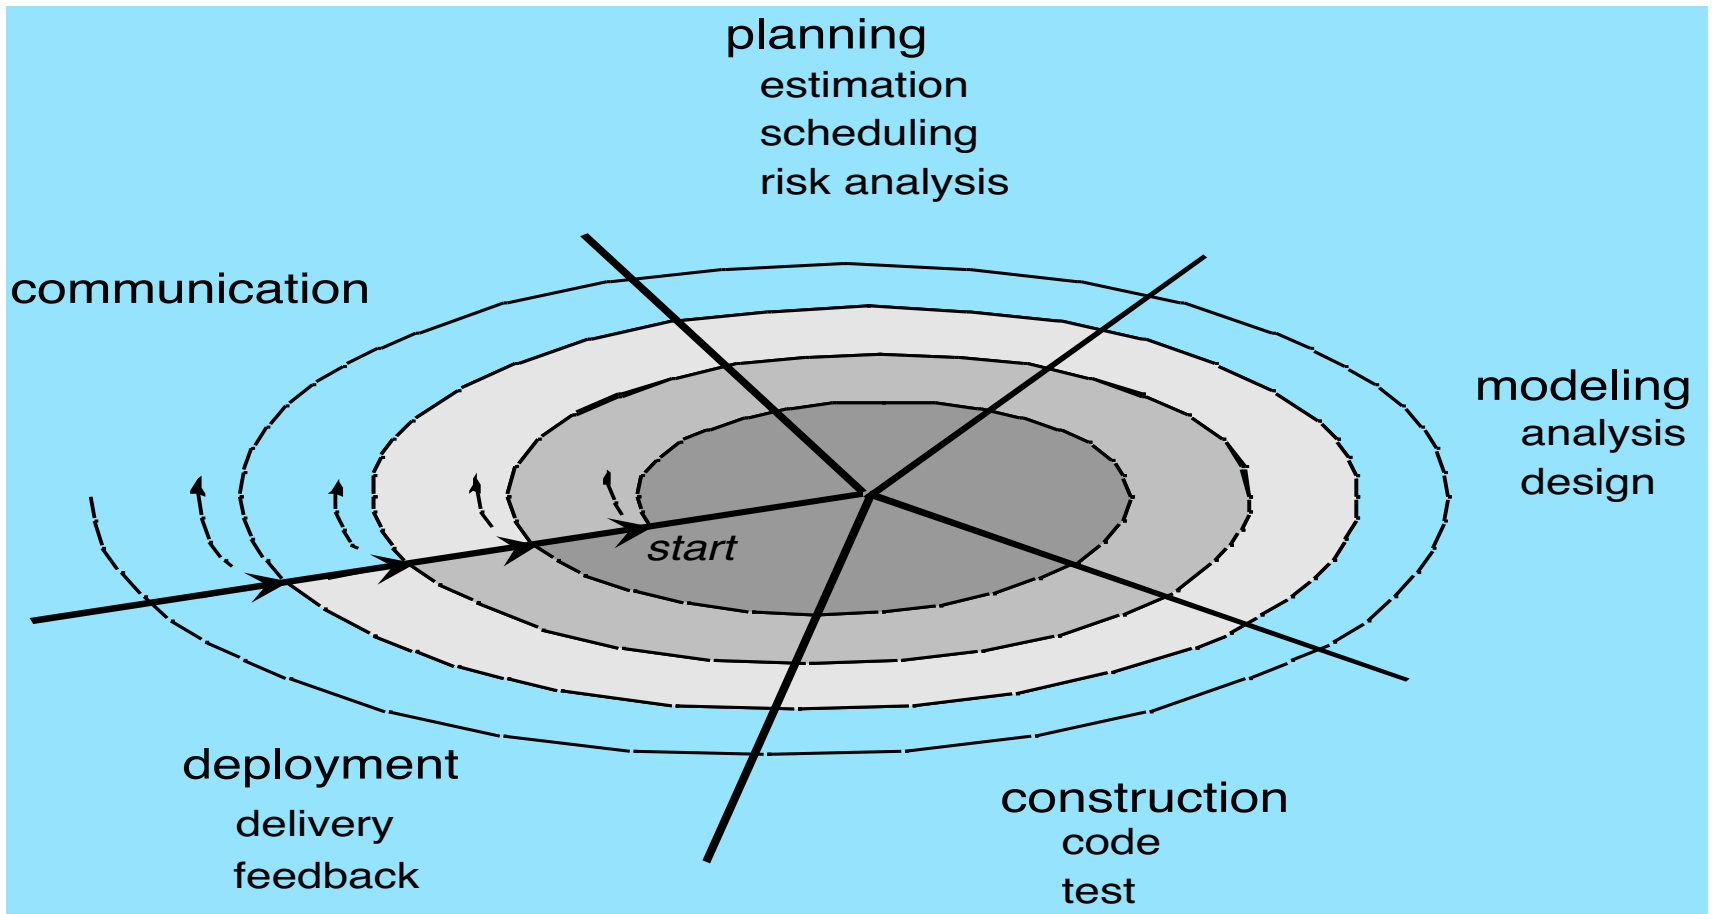 planning
estimation
scheduling
risk analysis
communication
modeling
analysis
design
start
deployment
delivery
feedback
construction
code
test